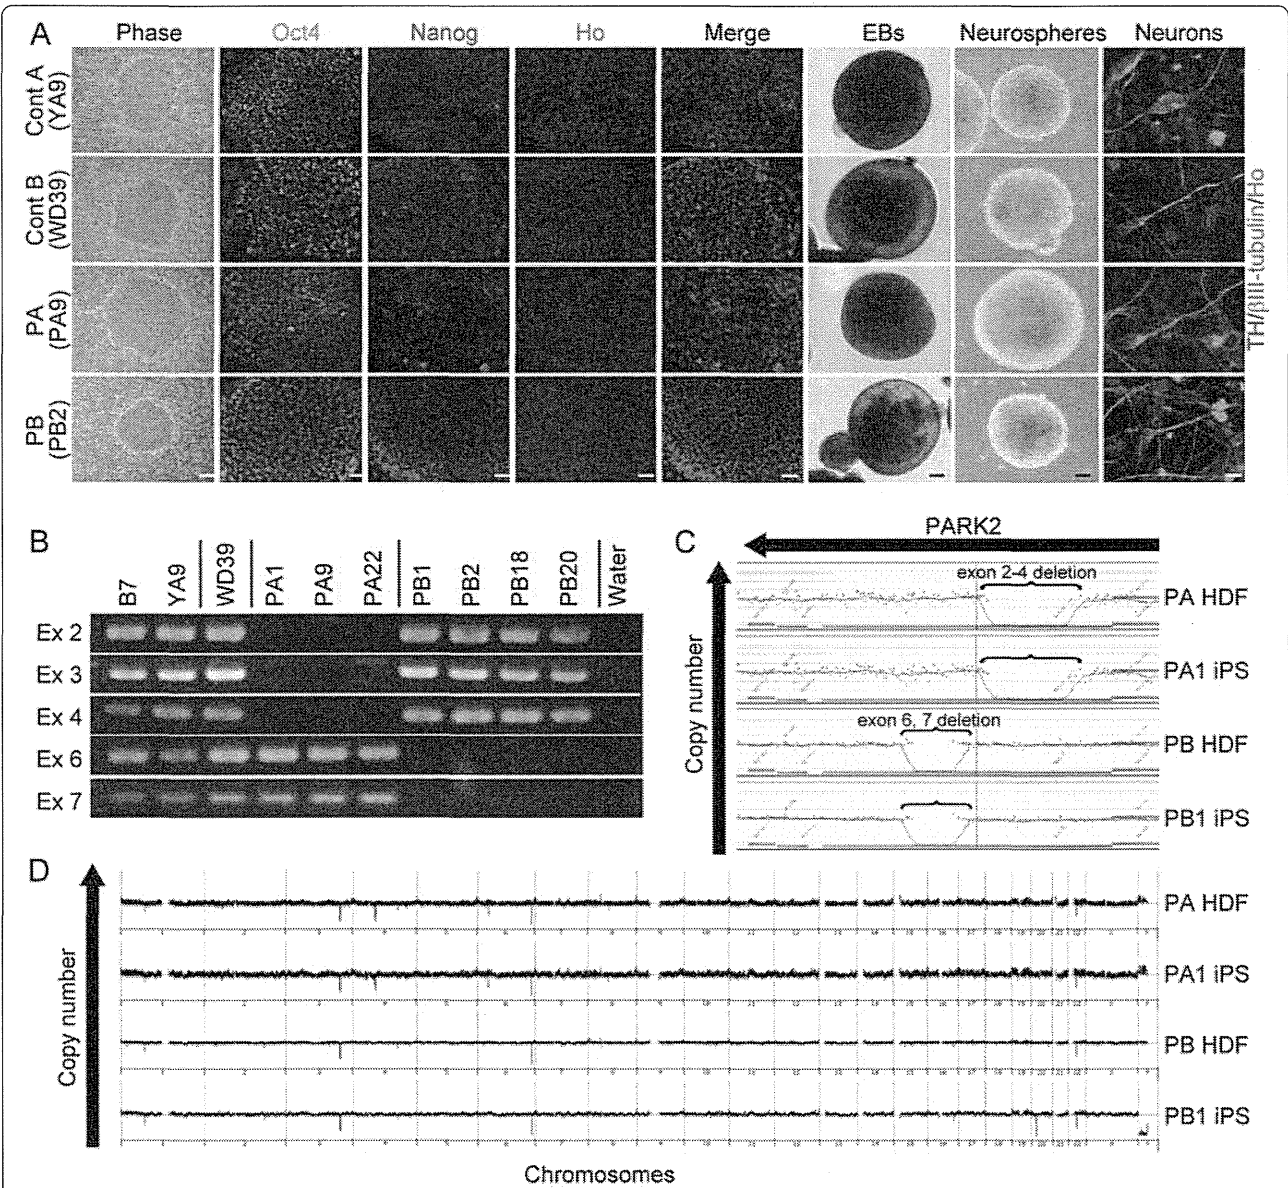 A
Phase
Oct4
Nanog
Ho
Merge
EBs
Neurospheres
Neurons
Cont A
(YA9)
Cont B
(WD39)
PA
(PA9)
PB
(PB2)
TH/βIII-tubulin/Ho
B
B7
YA9
WD39
PA1
PA9
PA22
PB1
PB2
PB18
PB20
Water
Ex 2
Ex 3
Ex 4
Ex 6
Ex 7
C
PARK2
Copy number
exon 2-4 deletion
PA HDF
PA1 iPS
exon 6, 7 deletion
PB HDF
PB1 iPS
D
Copy number
PA HDF
PA1 iPS
PB HDF
PB1 iPS
Chromosomes